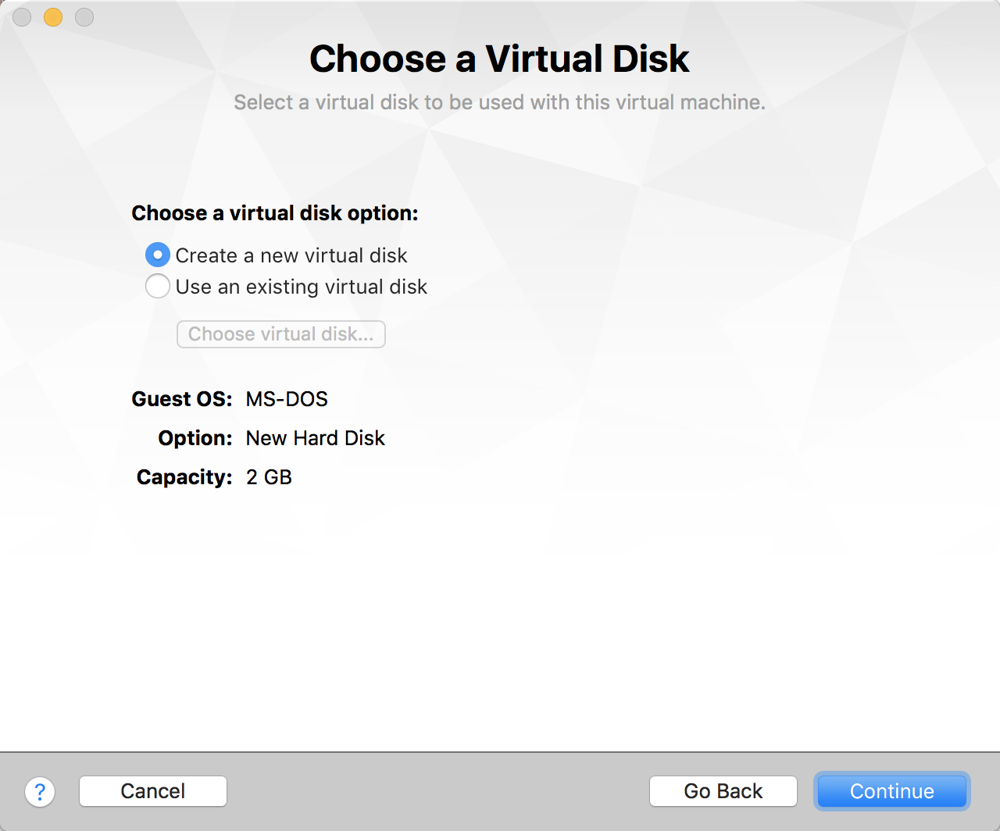 Choose a Virtual Disk
Select a virtual disk to be used with this virtual machine.
Choose a virtual disk option:
Create a new virtual disk
Use an existing virtual disk
Choose virtual disk...
Guest OS: MS-DOS
Option: New Hard Disk
Capacity: 2 GB
? Cancel Go Back Continue